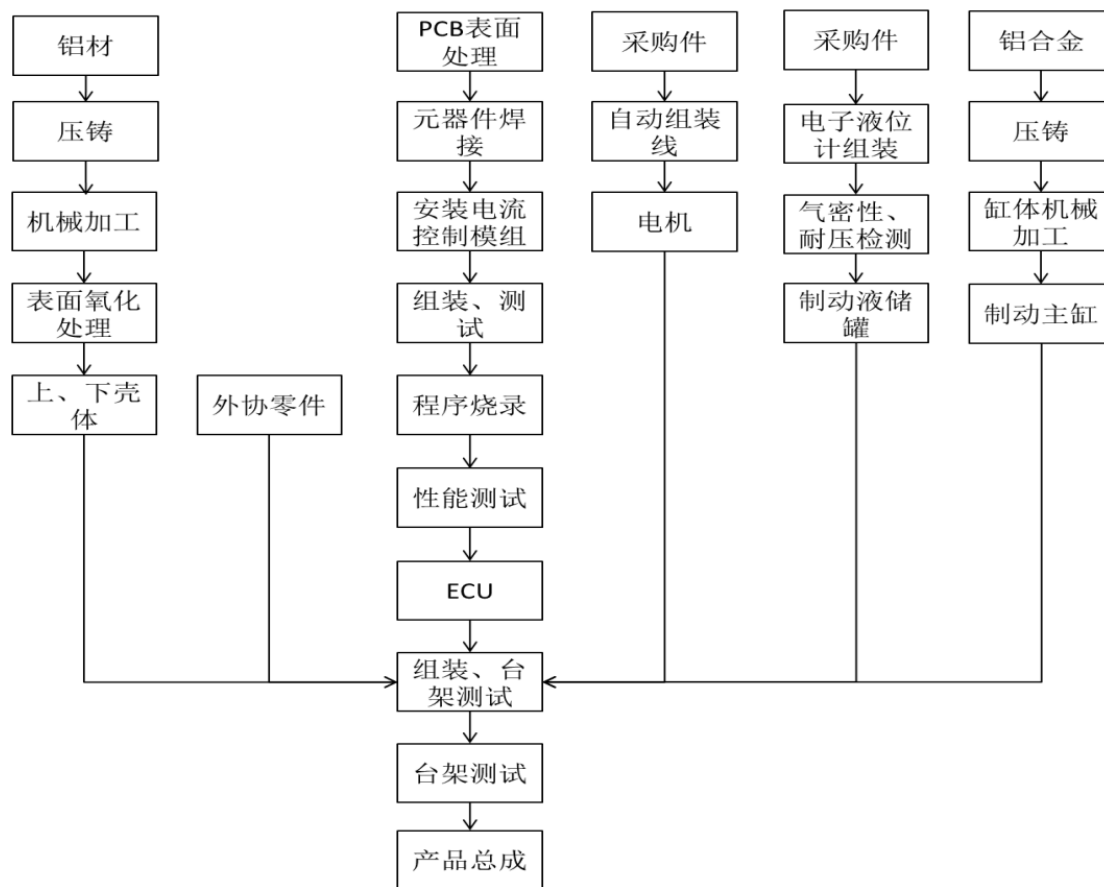 铝材
压铸
机械加工
表面氧化
处理
上、下壳
体
外协零件
PCB表面
处理
元器件焊
接
安装电流
控制模组
组装、测
试
程序烧录
性能测试
ECU
组装、台
架测试
台架测试
产品总成
采购件
自动组装
线
电机
采购件
电子液位
计组装
气密性、
耐压检测
制动液储
罐
铝合金
压铸
缸体机械
加工
制动主缸